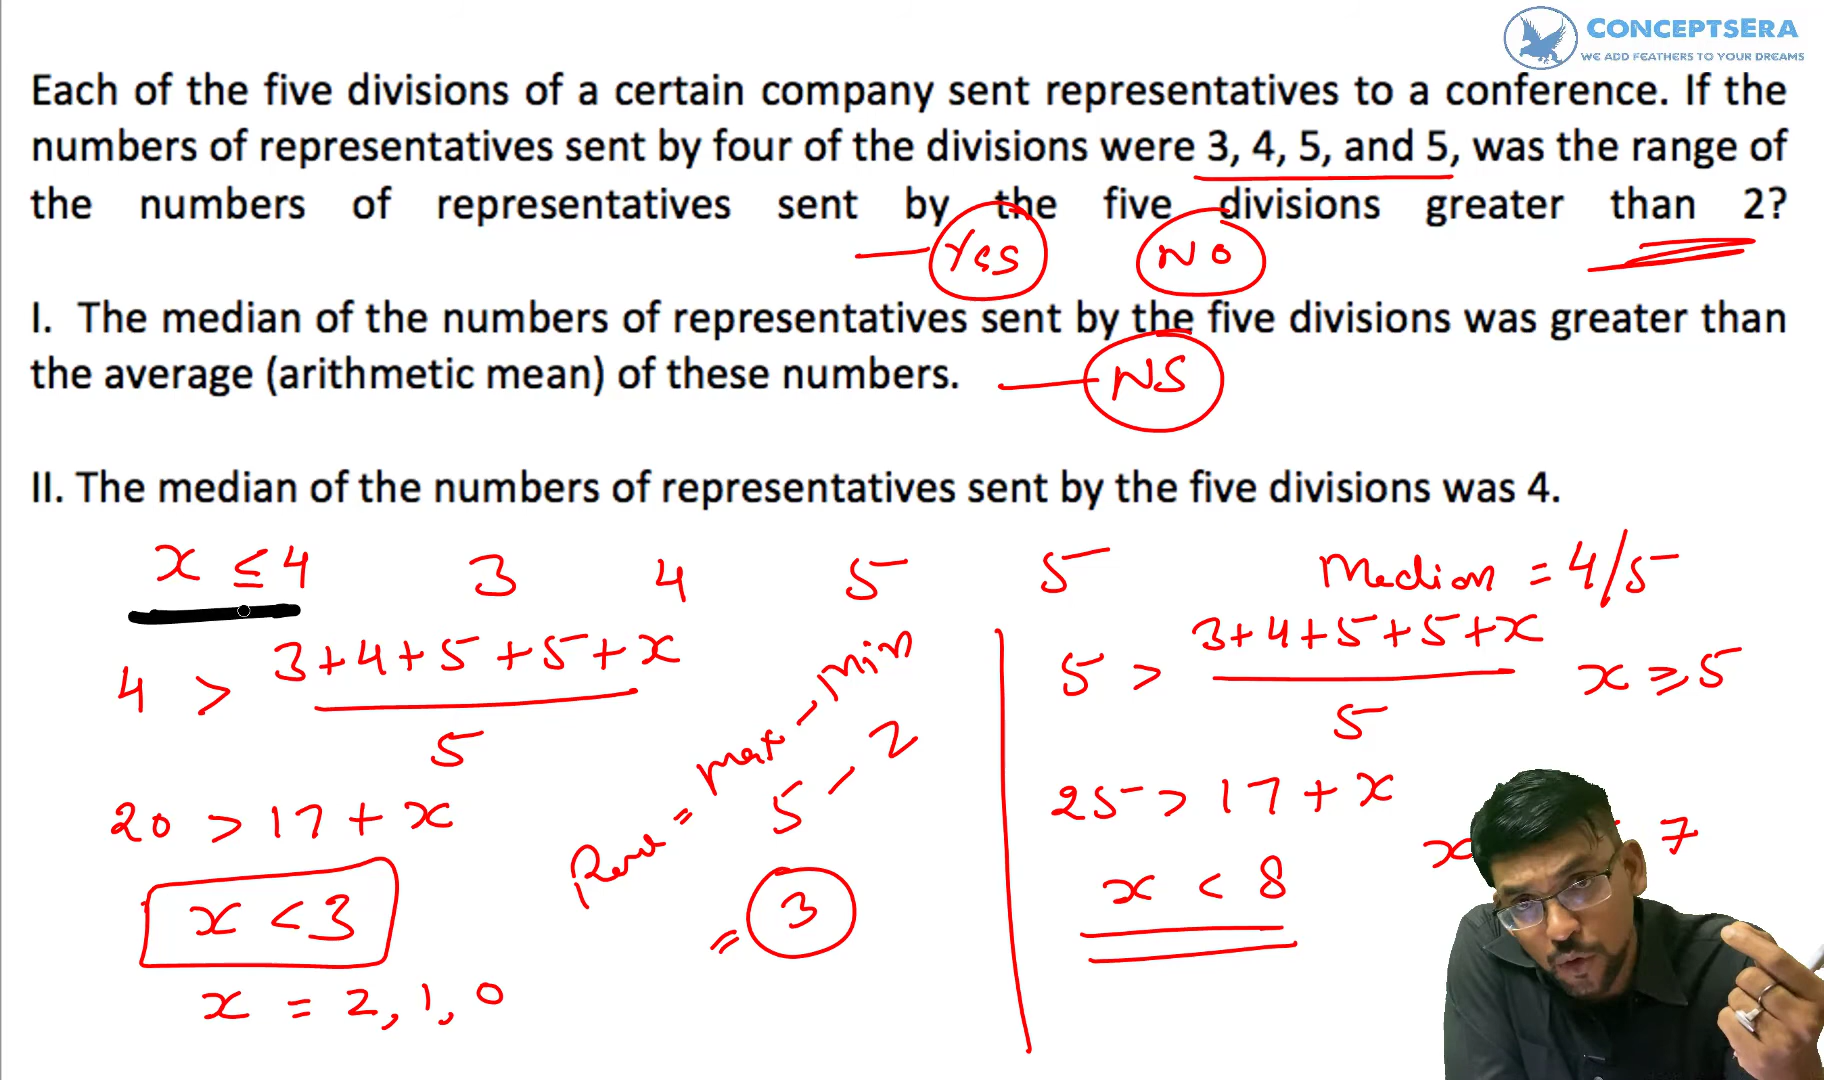 CONCEPTSERA
WE ADD FEATHERS TO YOUR DREAMS
Each of the five divisions of a certain company sent representatives to a conference. If the
numbers of representatives sent by four of the divisions were 3, 4, 5, and 5, was the range of
the numbers of representatives sent by the five divisions greater than 2?
Yes NO
I. The median of the numbers of representatives sent by the five divisions was greater than
the average (arithmetic mean) of these numbers.
NS
II. The median of the numbers of representatives sent by the five divisions was 4.
x ≤ 4 3 4 5 5 Median = 4/5
4 > 3+4+5+5+x
5
20 > 17 + x
x < 3
x = 2, 1, 0
= max - min
5 - 2
= 3
5 > 3+4+5+5+x x ≥ 5
5
25 > 17 + x
x < 8
x 7